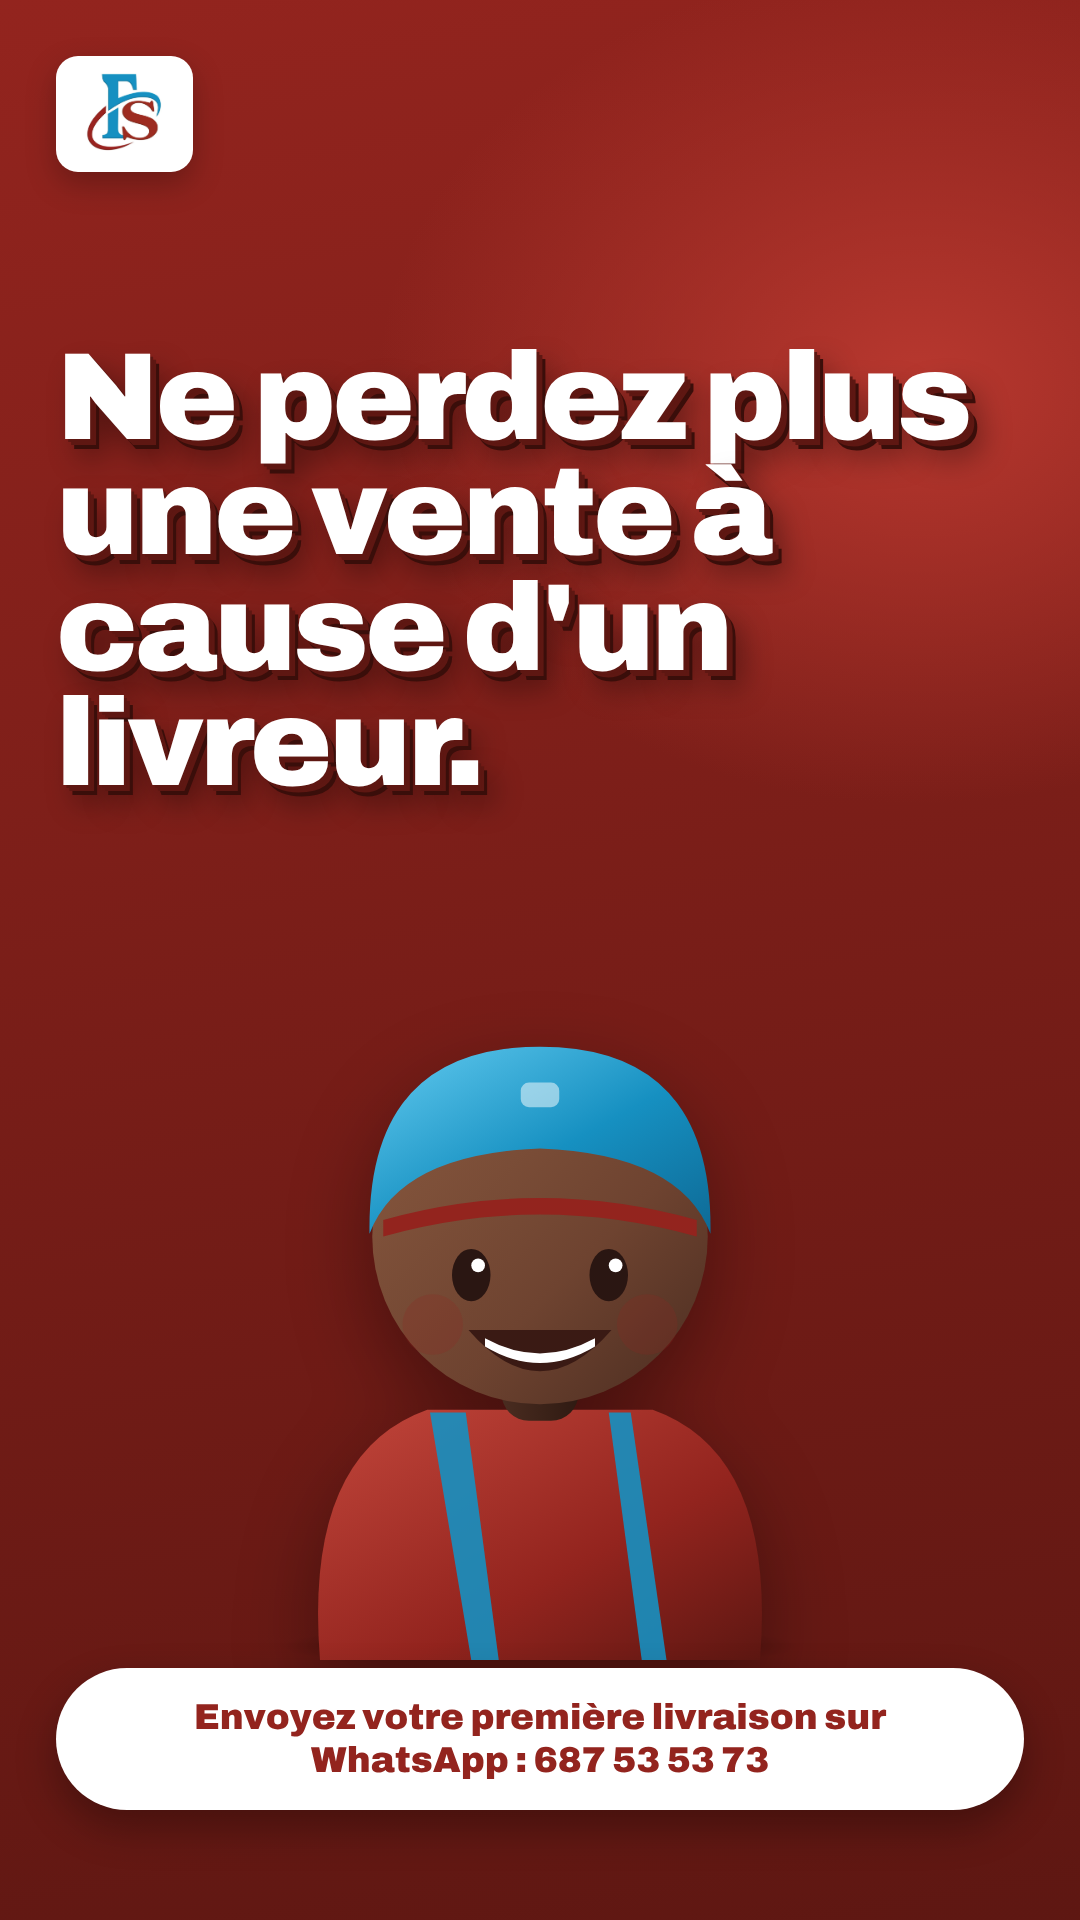 FS
Ne perdez plus
une vente à
cause d'un
livreur.
Envoyez votre première livraison sur
WhatsApp : 687 53 53 73